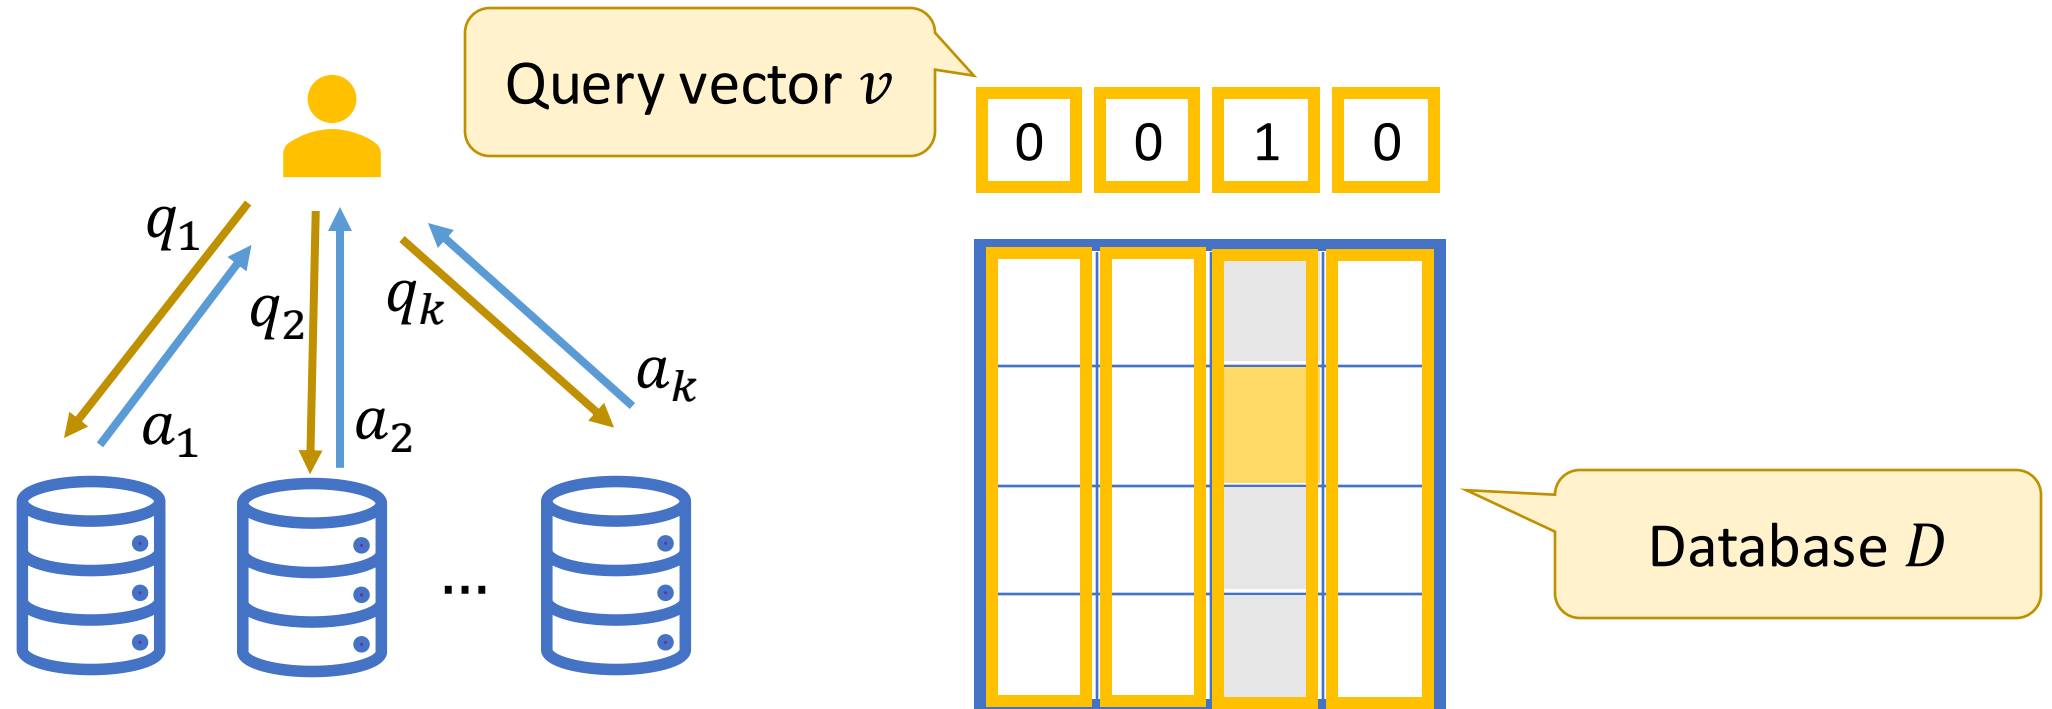 Query vector v
0 0 1 0
q₁
q₂
qₖ
aₖ
a₁
a₂
...
Database D